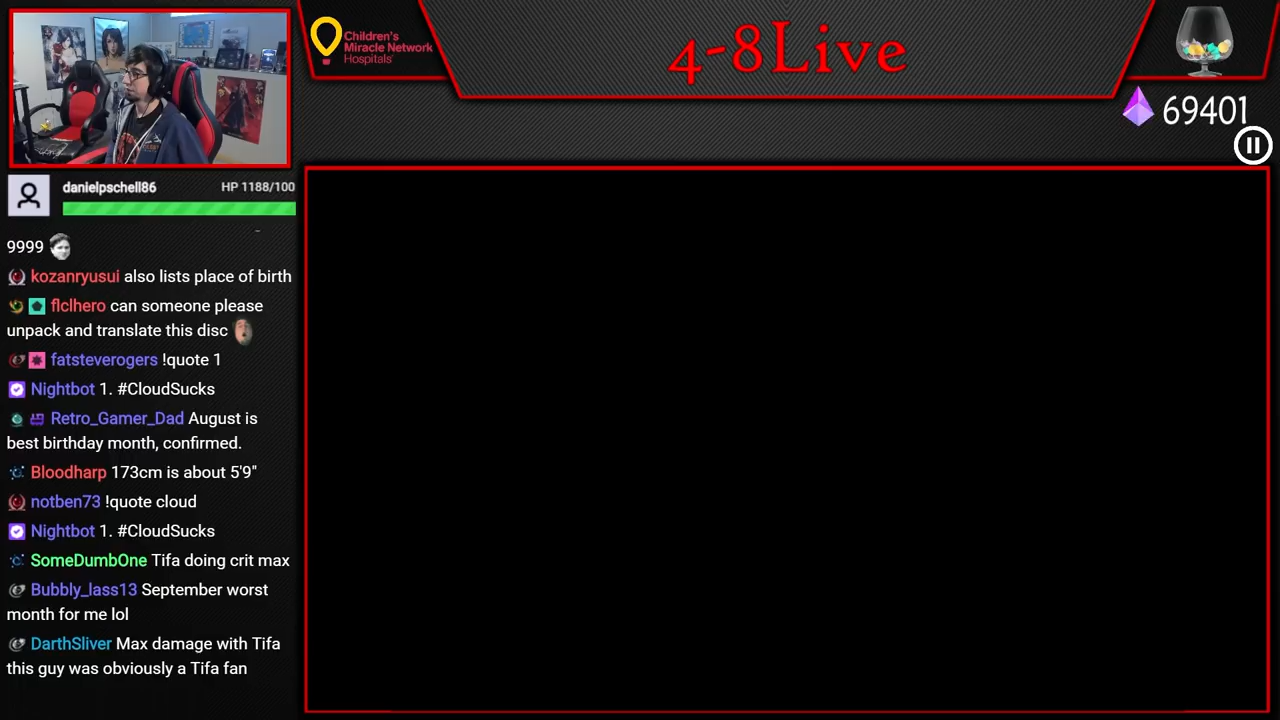 Children's
Miracle Network
Hospitals
4-8Live
69401
danielpschell86 HP 1188/100
9999
kozanryusui also lists place of birth
flclhero can someone please
unpack and translate this disc
fatsteverogers !quote 1
Nightbot 1. #CloudSucks
Retro_Gamer_Dad August is
best birthday month, confirmed.
Bloodharp 173cm is about 5'9"
notben73 !quote cloud
Nightbot 1. #CloudSucks
SomeDumbOne Tifa doing crit max
Bubbly_lass13 September worst
month for me lol
DarthSliver Max damage with Tifa
this guy was obviously a Tifa fan